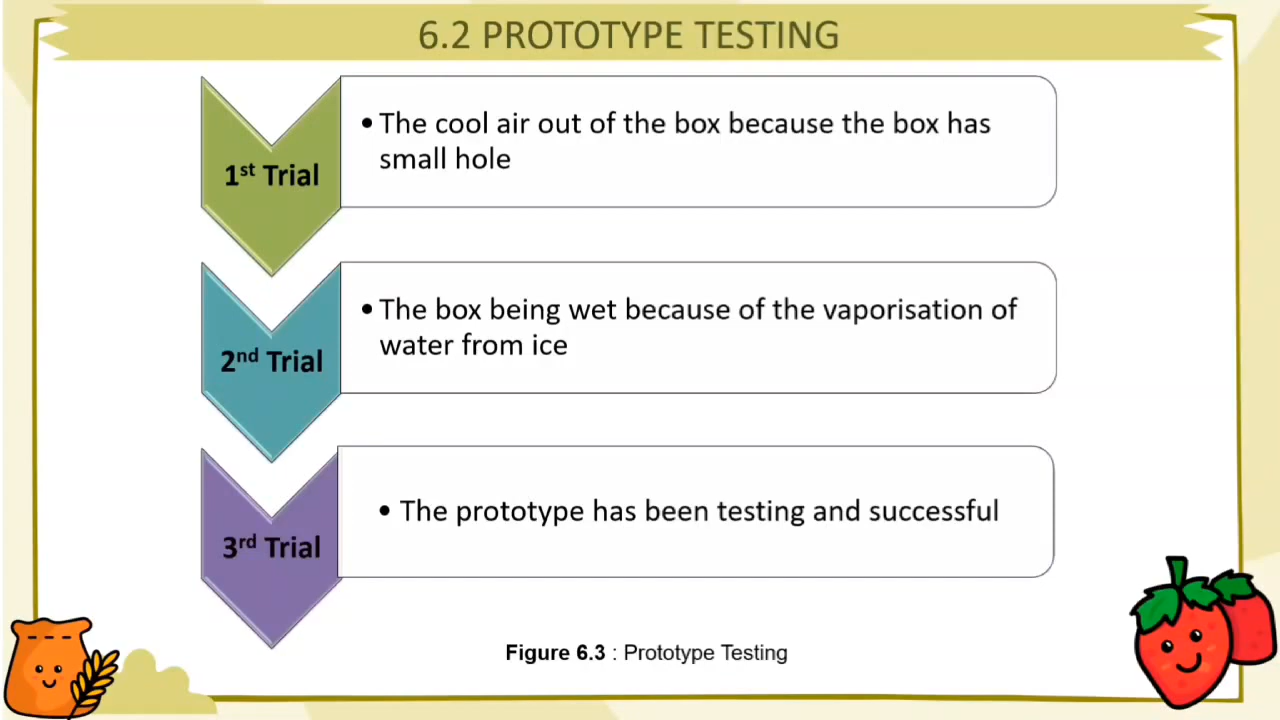 6.2 PROTOTYPE TESTING
1st Trial
• The cool air out of the box because the box has
small hole
2nd Trial
• The box being wet because of the vaporisation of
water from ice
3rd Trial
• The prototype has been testing and successful
Figure 6.3 : Prototype Testing